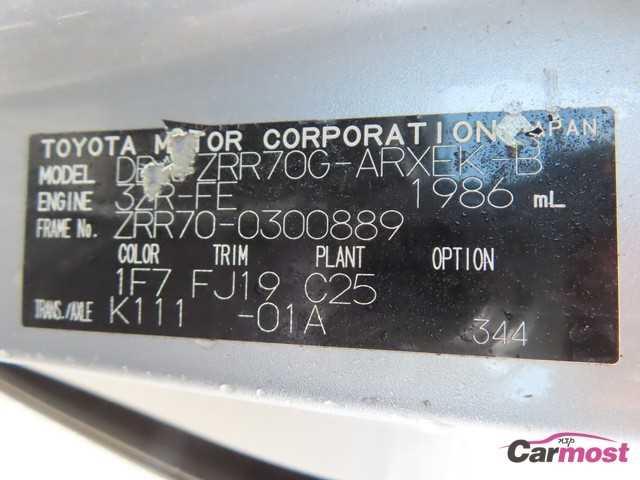 TOYOTA MOTOR CORPORATION JAPAN
MODEL ZRR70G-ARXEK-B
ENGINE 3ZR-FE 1986 mL
FRAME No. ZRR70-0300889
COLOR TRIM PLANT OPTION
1F7 FJ19 C25
TRANS./AXLE K111 -01A
344
Carmost